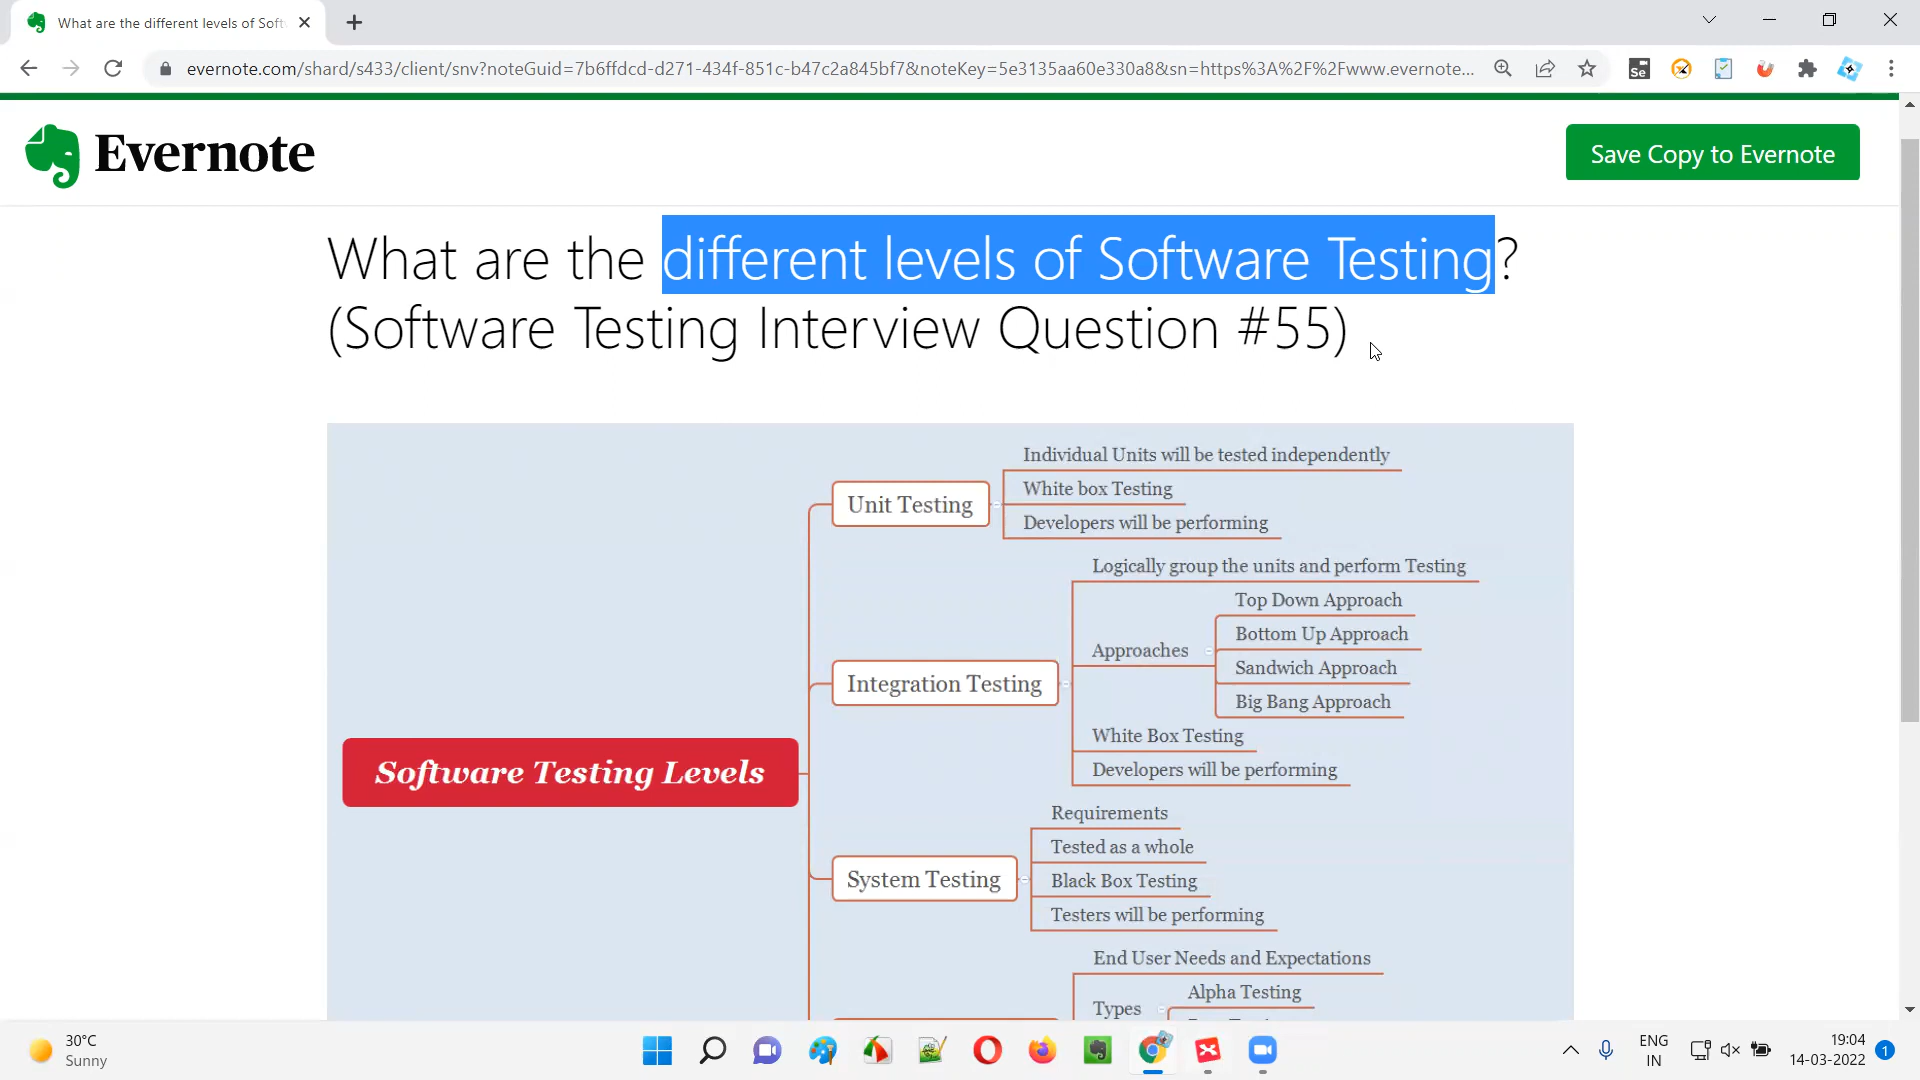 What are the different levels of Soft
evernote.com/shard/s433/client/snv?noteGuid=7b6ffdcd-d271-434f-851c-b47c2a845bf7&noteKey=5e3135aa60e330a8&sn=https%3A%2F%2Fwww.evernote...
Se
Evernote
Save Copy to Evernote
What are the different levels of Software Testing?
(Software Testing Interview Question #55)
Individual Units will be tested independently
Unit Testing
White box Testing
Developers will be performing
Logically group the units and perform Testing
Top Down Approach
Bottom Up Approach
Approaches
Sandwich Approach
Integration Testing
Big Bang Approach
White Box Testing
Developers will be performing
Software Testing Levels
Requirements
Tested as a whole
System Testing
Black Box Testing
Testers will be performing
End User Needs and Expectations
Alpha Testing
Types
30°C
Sunny
ENG
IN
19:04
14-03-2022
1